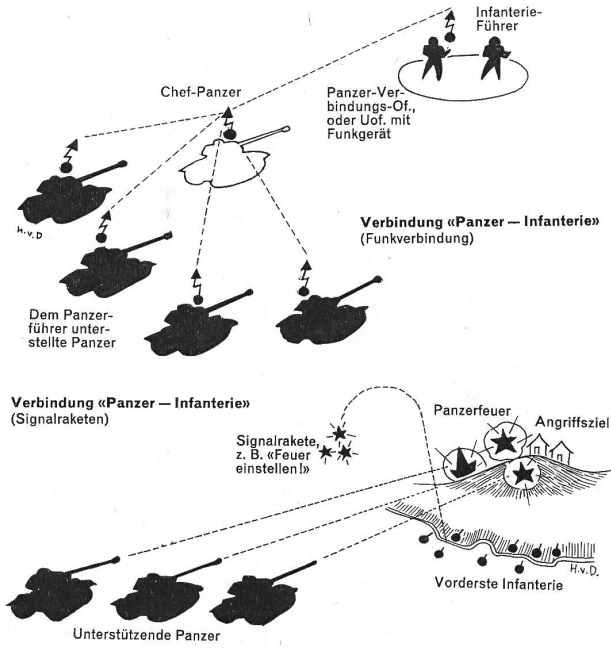 Infanterie-
Führer
Chef-Panzer
Panzer-Ver-
bindungs-Of.,
oder Uof. mit
Funkgerät
H.v.D
Verbindung «Panzer — Infanterie»
(Funkverbindung)
Dem Panzer-
führer unter-
stellte Panzer
Verbindung «Panzer — Infanterie»
(Signalraketen)
Panzerfeuer
Angriffsziel
Signalrakete,
z. B. «Feuer
einstellen!»
H.v.D.
Vorderste Infanterie
Unterstützende Panzer